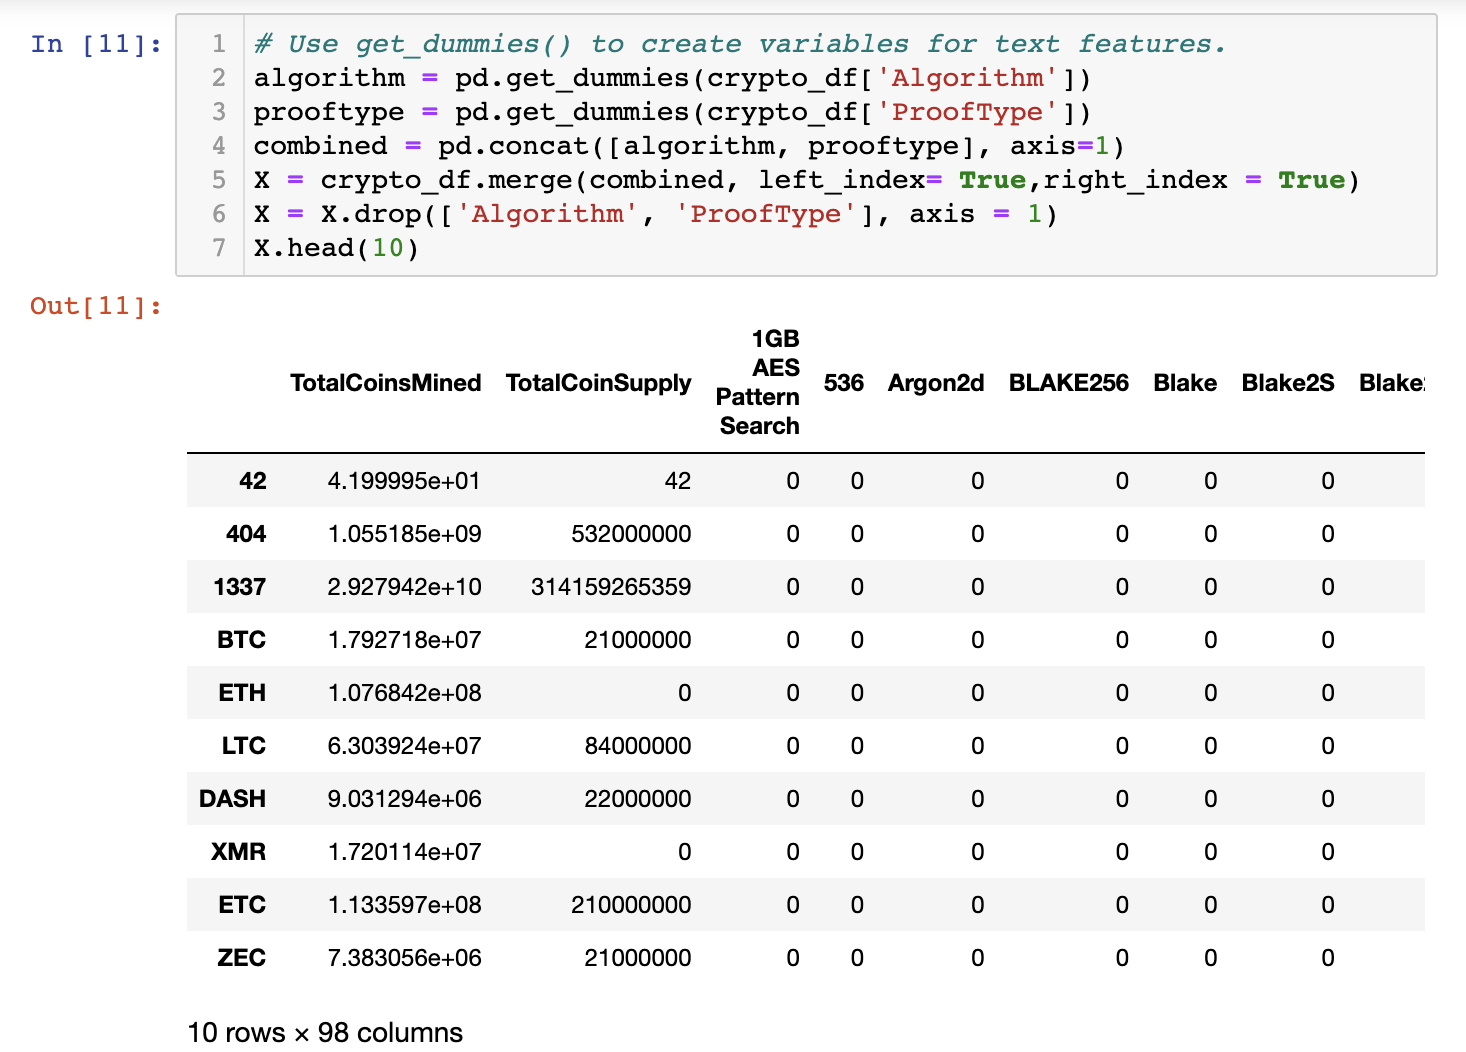 In [11]:
1 # Use get_dummies() to create variables for text features.
2 algorithm = pd.get_dummies(crypto_df['Algorithm'])
3 prooftype = pd.get_dummies(crypto_df['ProofType'])
4 combined = pd.concat([algorithm, prooftype], axis=1)
5 X = crypto_df.merge(combined, left_index= True,right_index = True)
6 X = X.drop(['Algorithm', 'ProofType'], axis = 1)
7 X.head(10)
Out[11]:
TotalCoinsMined TotalCoinSupply 1GB AES Pattern Search 536 Argon2d BLAKE256 Blake Blake2S Blake
42 4.199995e+01 42 0 0 0 0 0 0
404 1.055185e+09 532000000 0 0 0 0 0 0
1337 2.927942e+10 314159265359 0 0 0 0 0 0
BTC 1.792718e+07 21000000 0 0 0 0 0 0
ETH 1.076842e+08 0 0 0 0 0 0 0
LTC 6.303924e+07 84000000 0 0 0 0 0 0
DASH 9.031294e+06 22000000 0 0 0 0 0 0
XMR 1.720114e+07 0 0 0 0 0 0 0
ETC 1.133597e+08 210000000 0 0 0 0 0 0
ZEC 7.383056e+06 21000000 0 0 0 0 0 0
10 rows × 98 columns